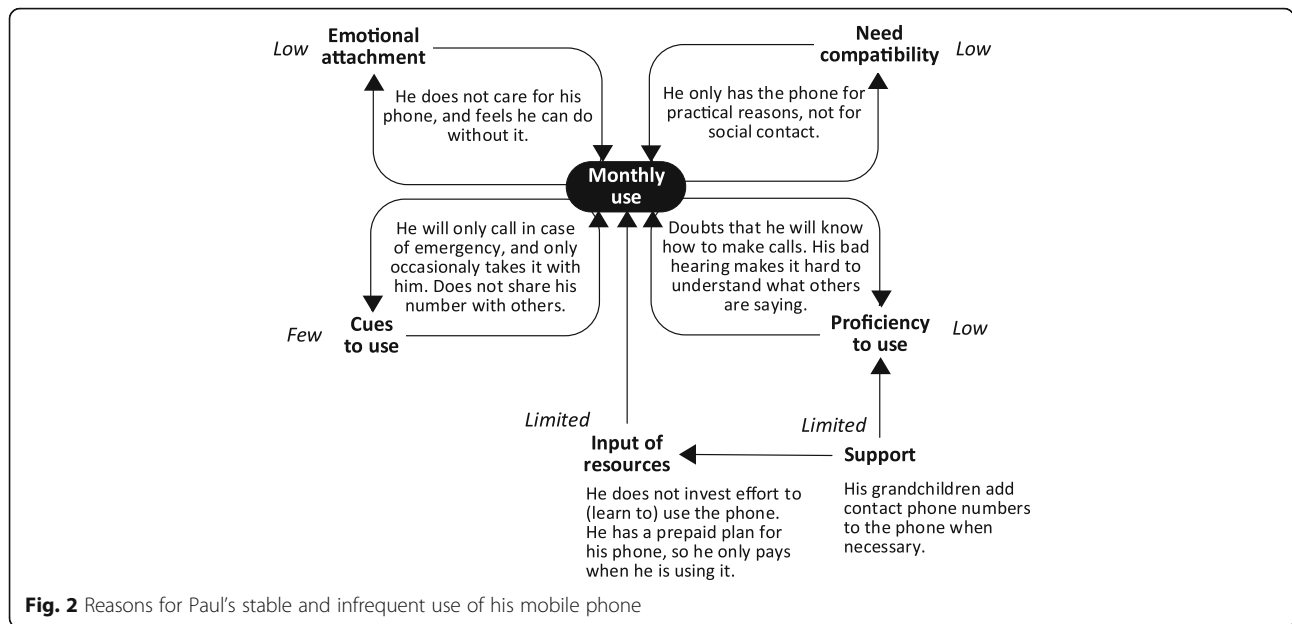 Low
Emotional
attachment
He does not care for his
phone, and feels he can do
without it.
Need
compatibility
Low
He only has the phone for
practical reasons, not for
social contact.
Monthly
use
He will only call in case
of emergency, and only
occasionaly takes it with
him. Does not share his
number with others.
Few
Cues
to use
Doubts that he will know
how to make calls. His bad
hearing makes it hard to
understand what others
are saying.
Proficiency
to use
Low
Limited
Input of
resources
He does not invest effort to
(learn to) use the phone.
He has a prepaid plan for
his phone, so he only pays
when he is using it.
Limited
Support
His grandchildren add
contact phone numbers
to the phone when
necessary.
Fig. 2 Reasons for Paul's stable and infrequent use of his mobile phone